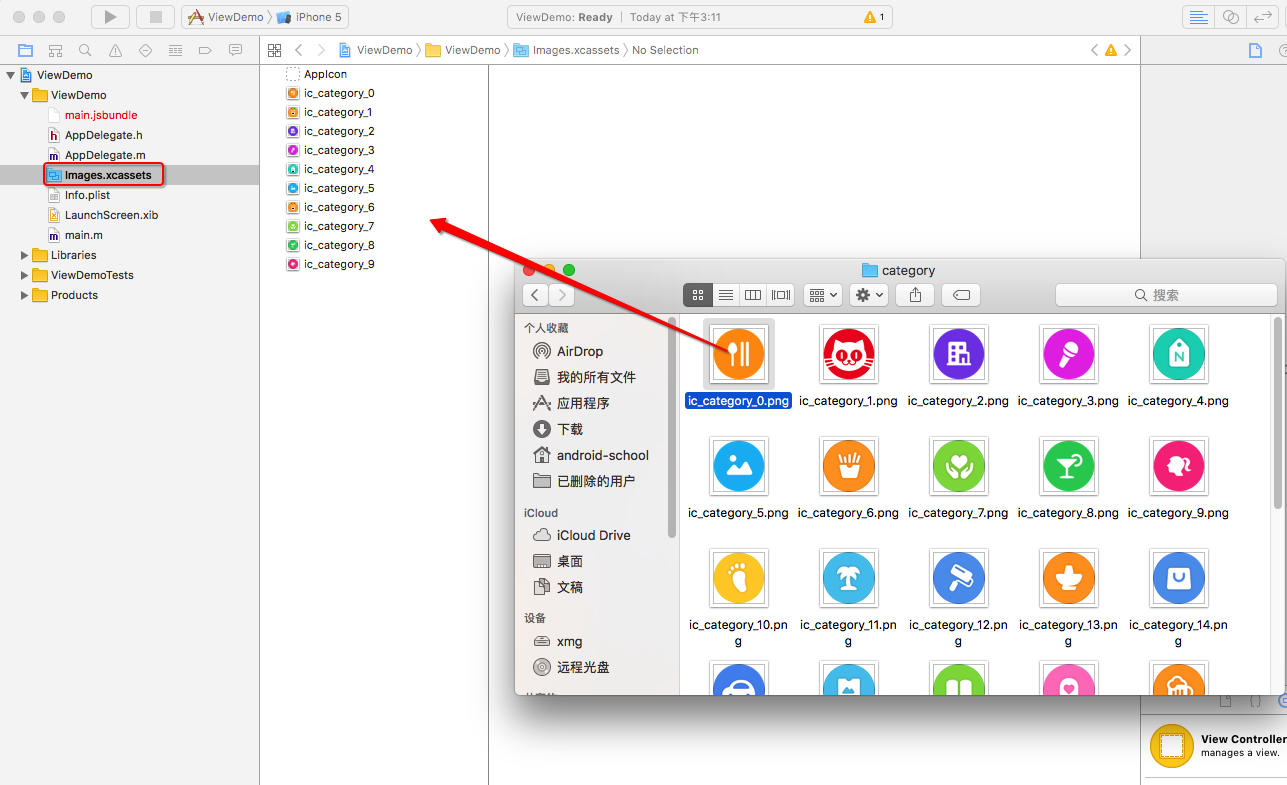 ViewDemo
iPhone 5
ViewDemo: Ready
Today at 下午3:11
1
ViewDemo
ViewDemo
Images.xcassets
No Selection
ViewDemo
ViewDemo
main.jsbundle
AppDelegate.h
AppDelegate.m
Images.xcassets
Info.plist
LaunchScreen.xib
main.m
Libraries
ViewDemoTests
Products
AppIcon
ic_category_0
ic_category_1
ic_category_2
ic_category_3
ic_category_4
ic_category_5
ic_category_6
ic_category_7
ic_category_8
ic_category_9
category
搜索
个人收藏
AirDrop
我的所有文件
应用程序
下载
android-school
已删除的用户
iCloud
iCloud Drive
桌面
文稿
设备
xmg
远程光盘
ic_category_0.png
ic_category_1.png
ic_category_2.png
ic_category_3.png
N
ic_category_4.png
ic_category_5.png
ic_category_6.png
ic_category_7.png
ic_category_8.png
ic_category_9.png
ic_category_10.pn
g
ic_category_11.pn
g
ic_category_12.pn
g
ic_category_13.pn
g
ic_category_14.pn
g
View Controller
manages a view.